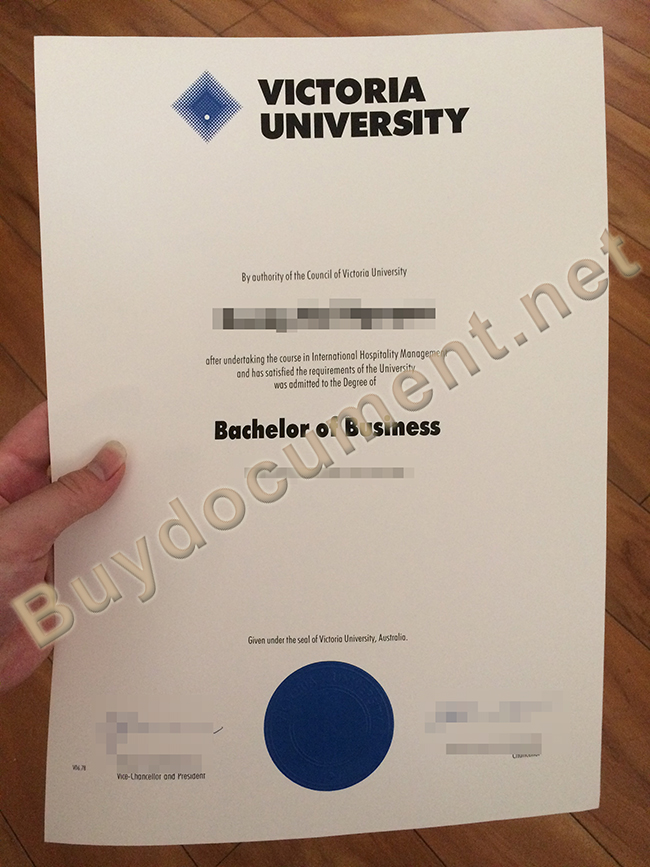 VICTORIA
UNIVERSITY
By authority of the Council of Victoria University
after undertaking the course in International Hospitality Management
and has satisfied the requirements of the University
was admitted to the Degree of
Bachelor of Business
Buydocument.net
Given under the seal of Victoria University, Australia.
Vice-Chancellor and President
Chancellor